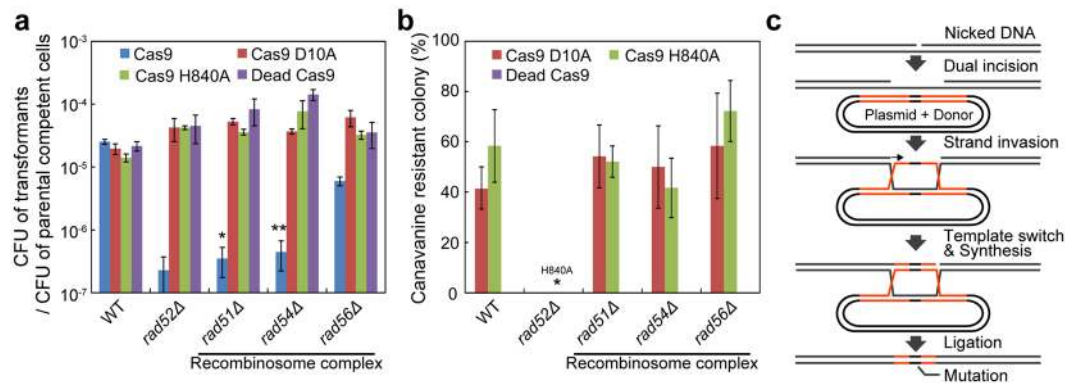 a
CFU of transformants
/ CFU of parental competent cells
10-3
10-4
10-5
10-6
10-7
Cas9
Cas9 D10A
Cas9 H840A
Dead Cas9
*
**
WT
rad52Δ
rad51Δ
rad54Δ
rad56Δ
Recombinosome complex
b
Canavanine resistant colony (%)
100
80
60
40
20
0
Cas9 D10A
Cas9 H840A
Dead Cas9
H840A
*
WT
rad52Δ
rad51Δ
rad54Δ
rad56Δ
Recombinosome complex
c
Nicked DNA
Dual incision
Plasmid + Donor
Strand invasion
Template switch
& Synthesis
Ligation
Mutation